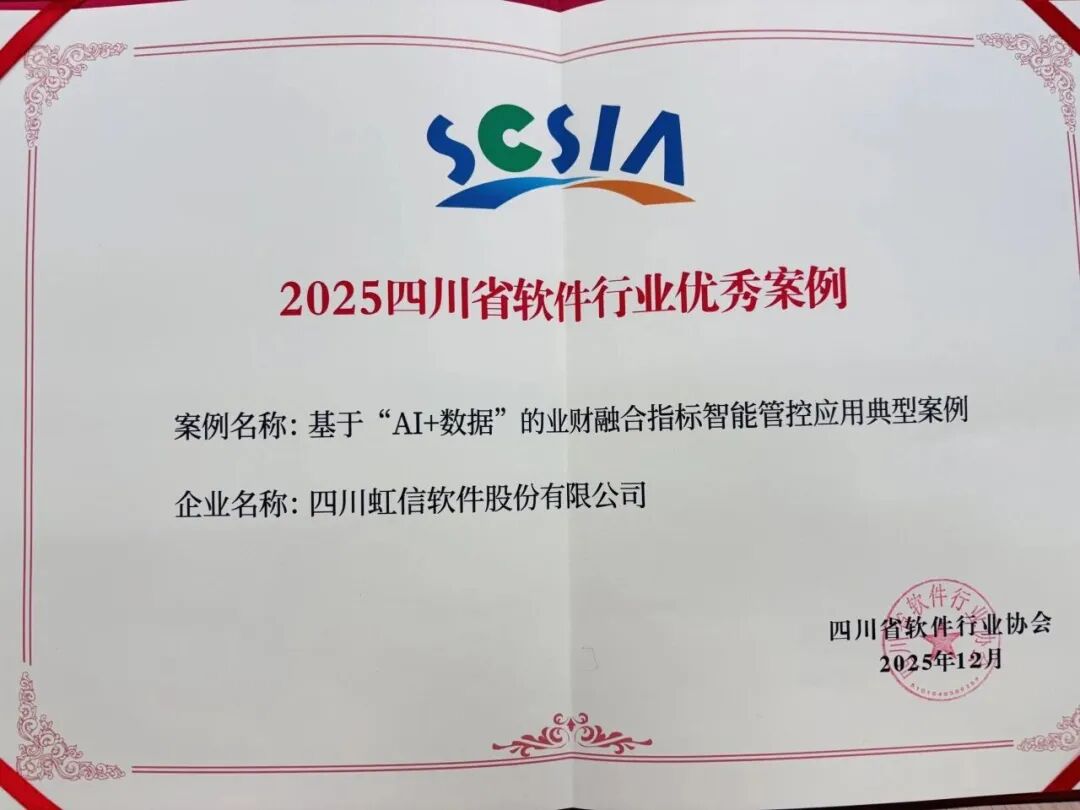 SCSIA
2025四川省软件行业优秀案例
案例名称：基于“AI+数据”的业财融合指标智能管控应用典型案例
企业名称：四川虹信软件股份有限公司
四川省软件行业协会
2025年12月